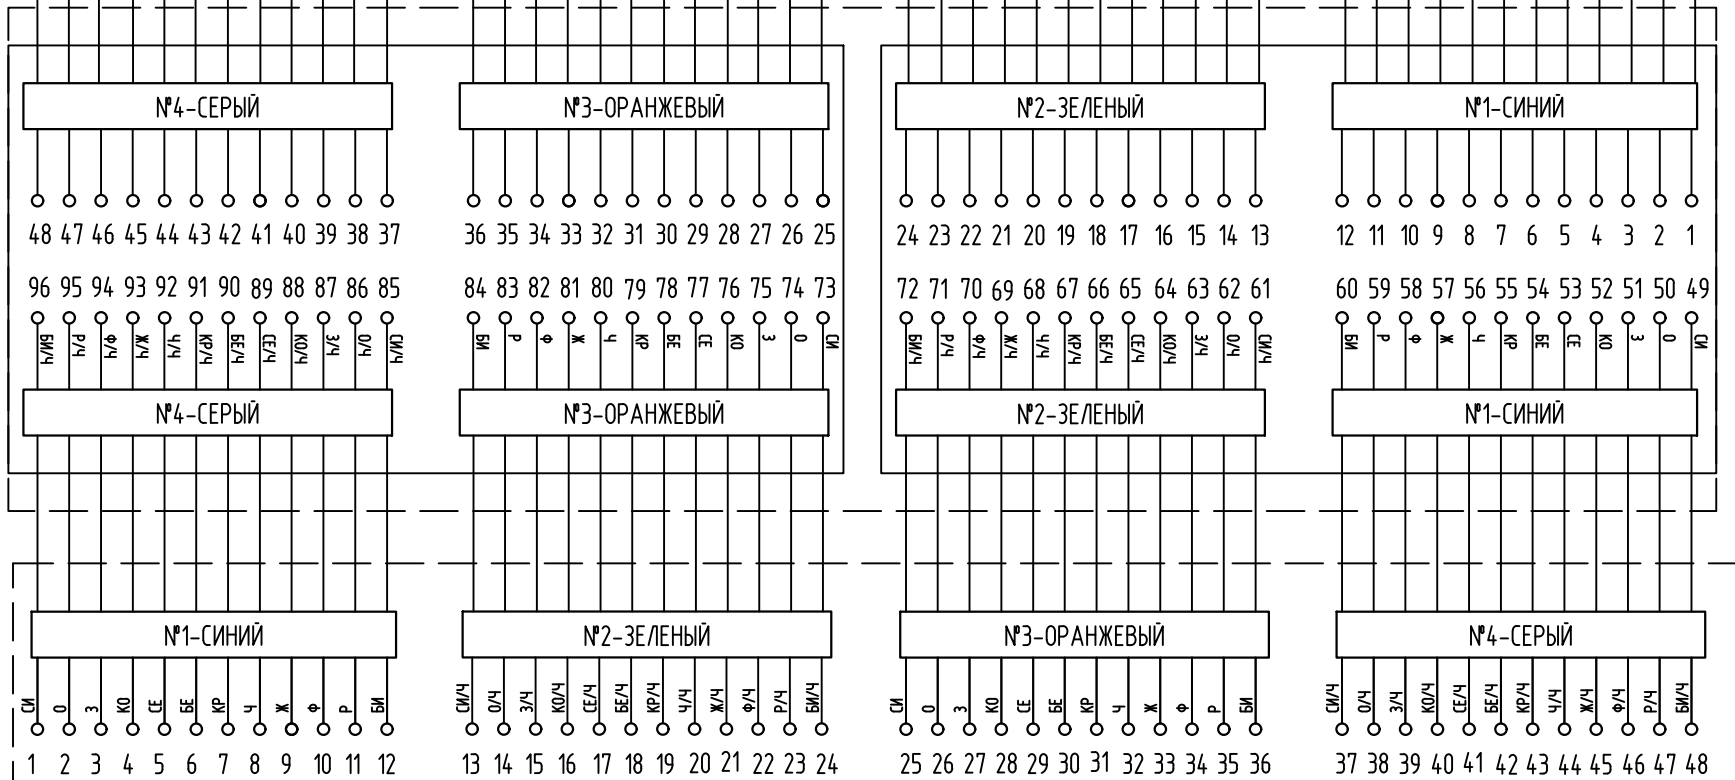 №4-СЕРЫЙ №3-ОРАНЖЕВЫЙ №2-ЗЕЛЕНЫЙ №1-СИНИЙ
48 47 46 45 44 43 42 41 40 39 38 37 36 35 34 33 32 31 30 29 28 27 26 25 24 23 22 21 20 19 18 17 16 15 14 13 12 11 10 9 8 7 6 5 4 3 2 1
96 95 94 93 92 91 90 89 88 87 86 85 84 83 82 81 80 79 78 77 76 75 74 73 72 71 70 69 68 67 66 65 64 63 62 61 60 59 58 57 56 55 54 53 52 51 50 49
БИ/Ч Р/Ч Ф/Ч Ж/Ч Ч/Ч КР/Ч БЕ/Ч СЕ/Ч КО/Ч З/Ч О/Ч СИ/Ч БИ Р Ф Ж Ч КР БЕ СЕ КО З О СИ БИ/Ч Р/Ч Ф/Ч Ж/Ч Ч/Ч КР/Ч БЕ/Ч СЕ/Ч КО/Ч З/Ч О/Ч СИ/Ч БИ Р Ф Ж Ч КР БЕ СЕ КО З О СИ
№4-СЕРЫЙ №3-ОРАНЖЕВЫЙ №2-ЗЕЛЕНЫЙ №1-СИНИЙ
№1-СИНИЙ №2-ЗЕЛЕНЫЙ №3-ОРАНЖЕВЫЙ №4-СЕРЫЙ
СИ О З КО СЕ БЕ КР Ч Ж Ф Р БИ СИ/Ч О/Ч З/Ч КО/Ч СЕ/Ч БЕ/Ч КР/Ч Ч/Ч Ж/Ч Ф/Ч Р/Ч БИ/Ч СИ О З КО СЕ БЕ КР Ч Ж Ф Р БИ СИ/Ч О/Ч З/Ч КО/Ч СЕ/Ч БЕ/Ч КР/Ч Ч/Ч Ж/Ч Ф/Ч Р/Ч БИ/Ч
1 2 3 4 5 6 7 8 9 10 11 12 13 14 15 16 17 18 19 20 21 22 23 24 25 26 27 28 29 30 31 32 33 34 35 36 37 38 39 40 41 42 43 44 45 46 47 48